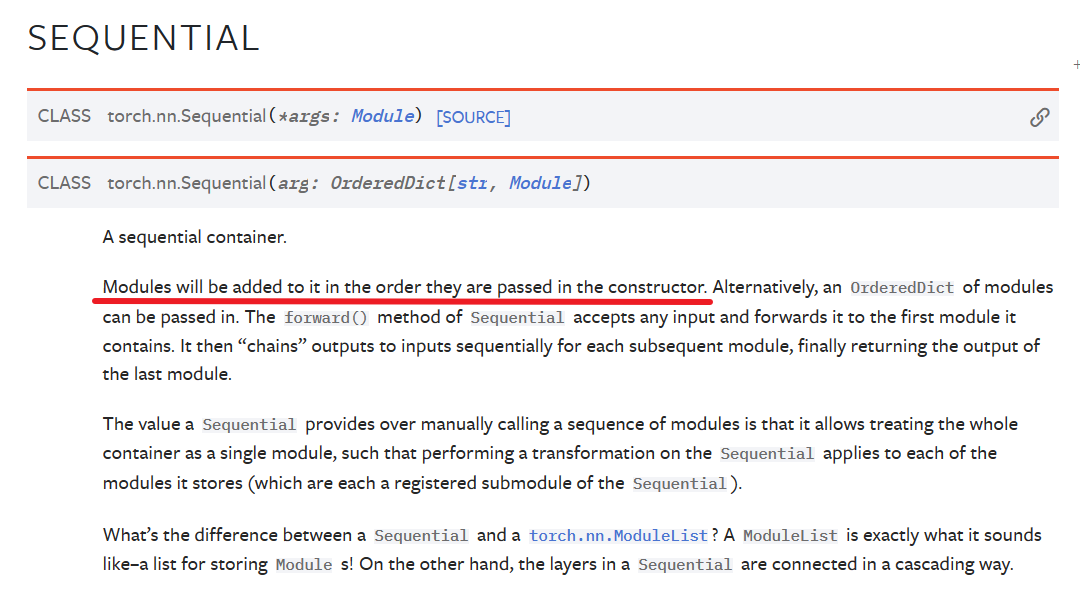 SEQUENTIAL
+
CLASS torch.nn.Sequential(*args: Module) [SOURCE]
CLASS torch.nn.Sequential(arg: OrderedDict[str, Module])
A sequential container.
Modules will be added to it in the order they are passed in the constructor. Alternatively, an OrderedDict of modules
can be passed in. The forward() method of Sequential accepts any input and forwards it to the first module it
contains. It then “chains” outputs to inputs sequentially for each subsequent module, finally returning the output of
the last module.
The value a Sequential provides over manually calling a sequence of modules is that it allows treating the whole
container as a single module, such that performing a transformation on the Sequential applies to each of the
modules it stores (which are each a registered submodule of the Sequential).
What’s the difference between a Sequential and a torch.nn.ModuleList? A ModuleList is exactly what it sounds
like–a list for storing Module s! On the other hand, the layers in a Sequential are connected in a cascading way.